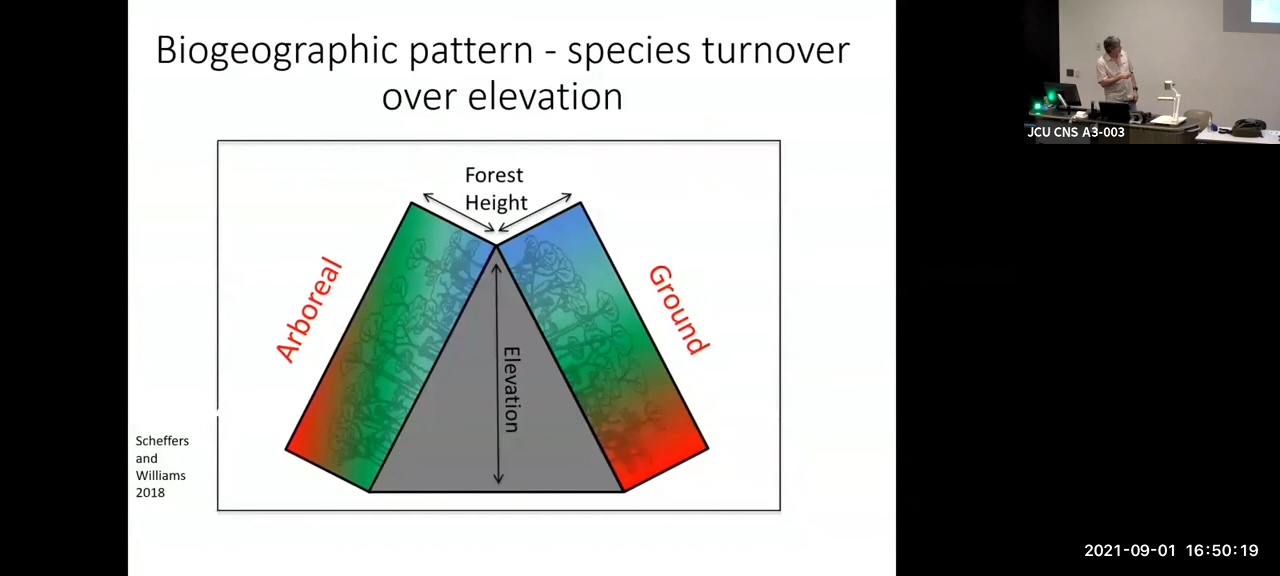 Biogeographic pattern - species turnover
over elevation
Forest
Height
Arboreal
Ground
Elevation
Scheffers
and
Williams
2018
JCU CNS A3-003
2021-09-01 16:50:19